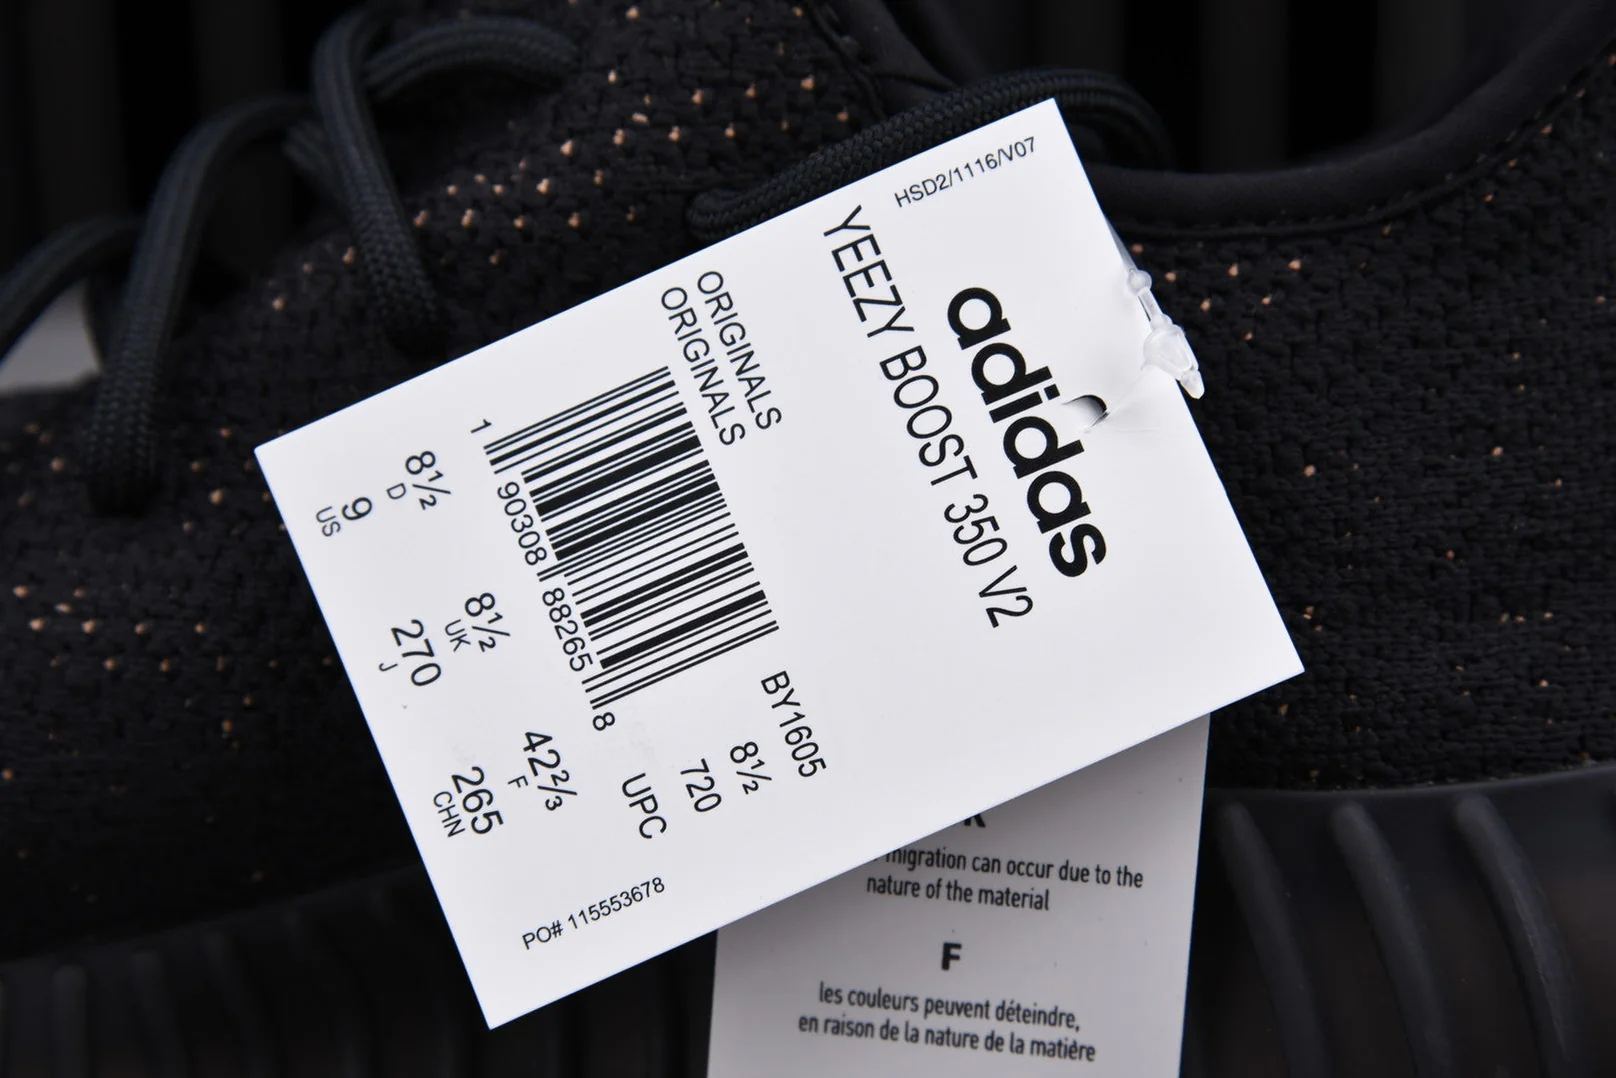 HSD2/1116/V07
adidas
YEEZY BOOST 350 V2
ORIGINALS
ORIGINALS
BY1605
8½
720
UPC
1 90308 88265 8
8½ D
8½ UK
42⅔ F
9 US
270 J
265 CHN
PO# 115553678
migration can occur due to the
nature of the material
F
les couleurs peuvent déteindre,
en raison de la nature de la matière